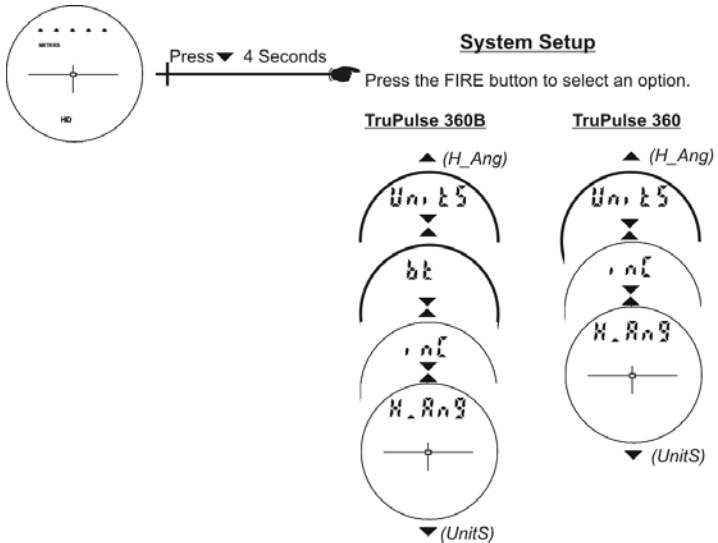 METERS
HD
Press▼ 4 Seconds
System Setup
Press the FIRE button to select an option.
TruPulse 360B
▲ (H_Ang)
UnitS
bt
inC
H_Ang
▼ (UnitS)
TruPulse 360
▲ (H_Ang)
UnitS
inC
H_Ang
▼ (UnitS)